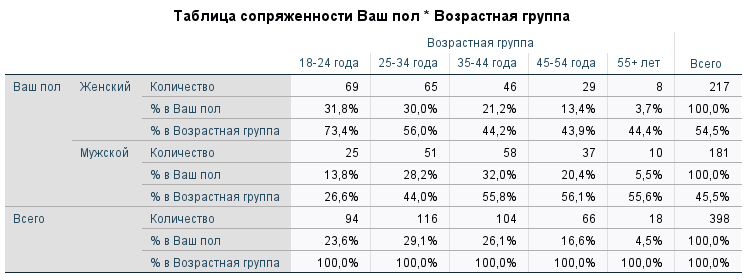 Таблица сопряженности Ваш пол * Возрастная группа
Возрастная группа
18-24 года 25-34 года 35-44 года 45-54 года 55+ лет Всего
Ваш пол Женский Количество 69 65 46 29 8 217
% в Ваш пол 31,8% 30,0% 21,2% 13,4% 3,7% 100,0%
% в Возрастная группа 73,4% 56,0% 44,2% 43,9% 44,4% 54,5%
Мужской Количество 25 51 58 37 10 181
% в Ваш пол 13,8% 28,2% 32,0% 20,4% 5,5% 100,0%
% в Возрастная группа 26,6% 44,0% 55,8% 56,1% 55,6% 45,5%
Всего Количество 94 116 104 66 18 398
% в Ваш пол 23,6% 29,1% 26,1% 16,6% 4,5% 100,0%
% в Возрастная группа 100,0% 100,0% 100,0% 100,0% 100,0% 100,0%